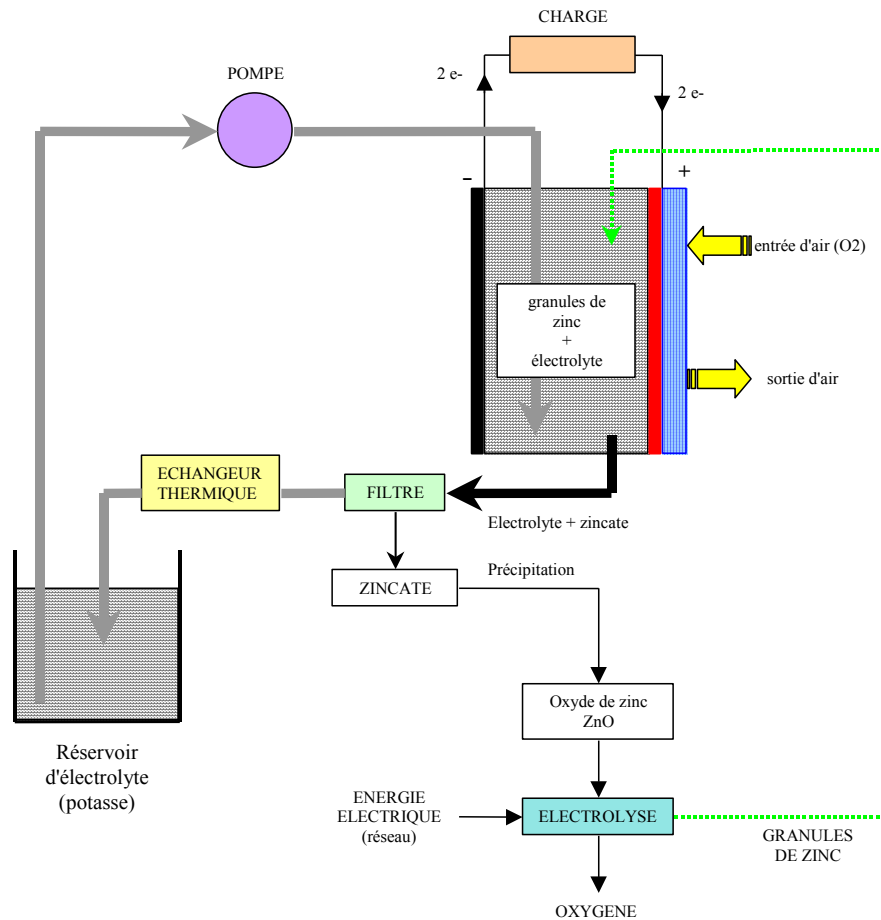 CHARGE
POMPE
2 e-
2 e-
–
+
entrée d'air (O2)
granules de
zinc
+
électrolyte
sortie d'air
ECHANGEUR
THERMIQUE
FILTRE
Electrolyte + zincate
ZINCATE
Précipitation
Oxyde de zinc
ZnO
Réservoir
d'électrolyte
(potasse)
ENERGIE
ELECTRIQUE
(réseau)
ELECTROLYSE
GRANULES
DE ZINC
OXYGENE